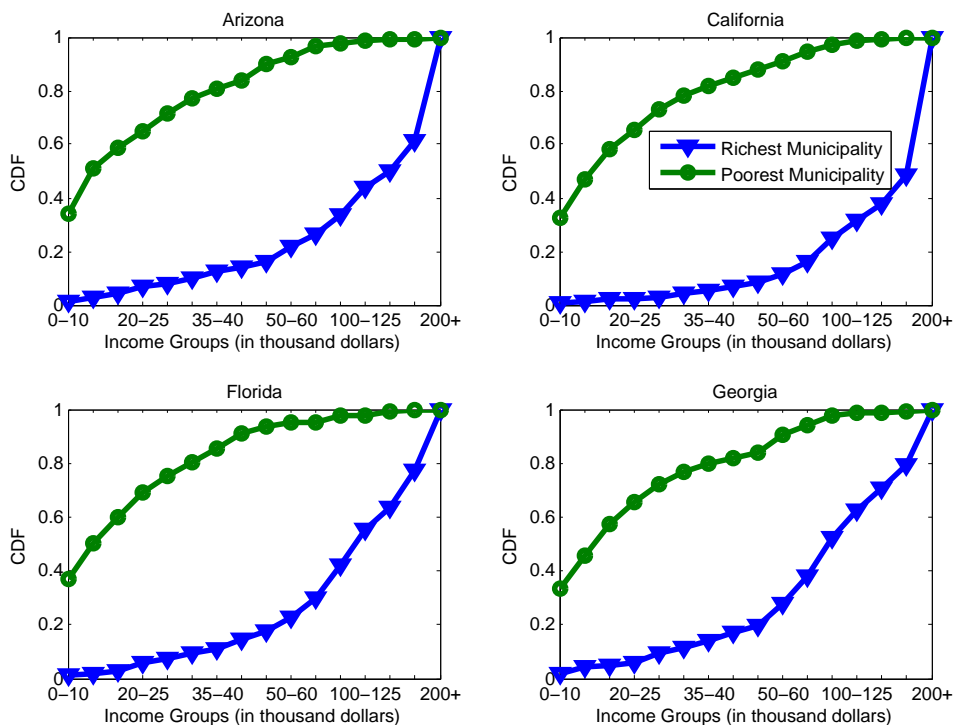 Arizona
1
0.8
0.6
0.4
0.2
0
CDF
0−10 20−25 35−40 50−60 100−125 200+
Income Groups (in thousand dollars)
California
1
0.8
0.6
0.4
0.2
0
CDF
Richest Municipality
Poorest Municipality
0−10 20−25 35−40 50−60 100−125 200+
Income Groups (in thousand dollars)
Florida
1
0.8
0.6
0.4
0.2
0
CDF
0−10 20−25 35−40 50−60 100−125 200+
Income Groups (in thousand dollars)
Georgia
1
0.8
0.6
0.4
0.2
0
CDF
0−10 20−25 35−40 50−60 100−125 200+
Income Groups (in thousand dollars)